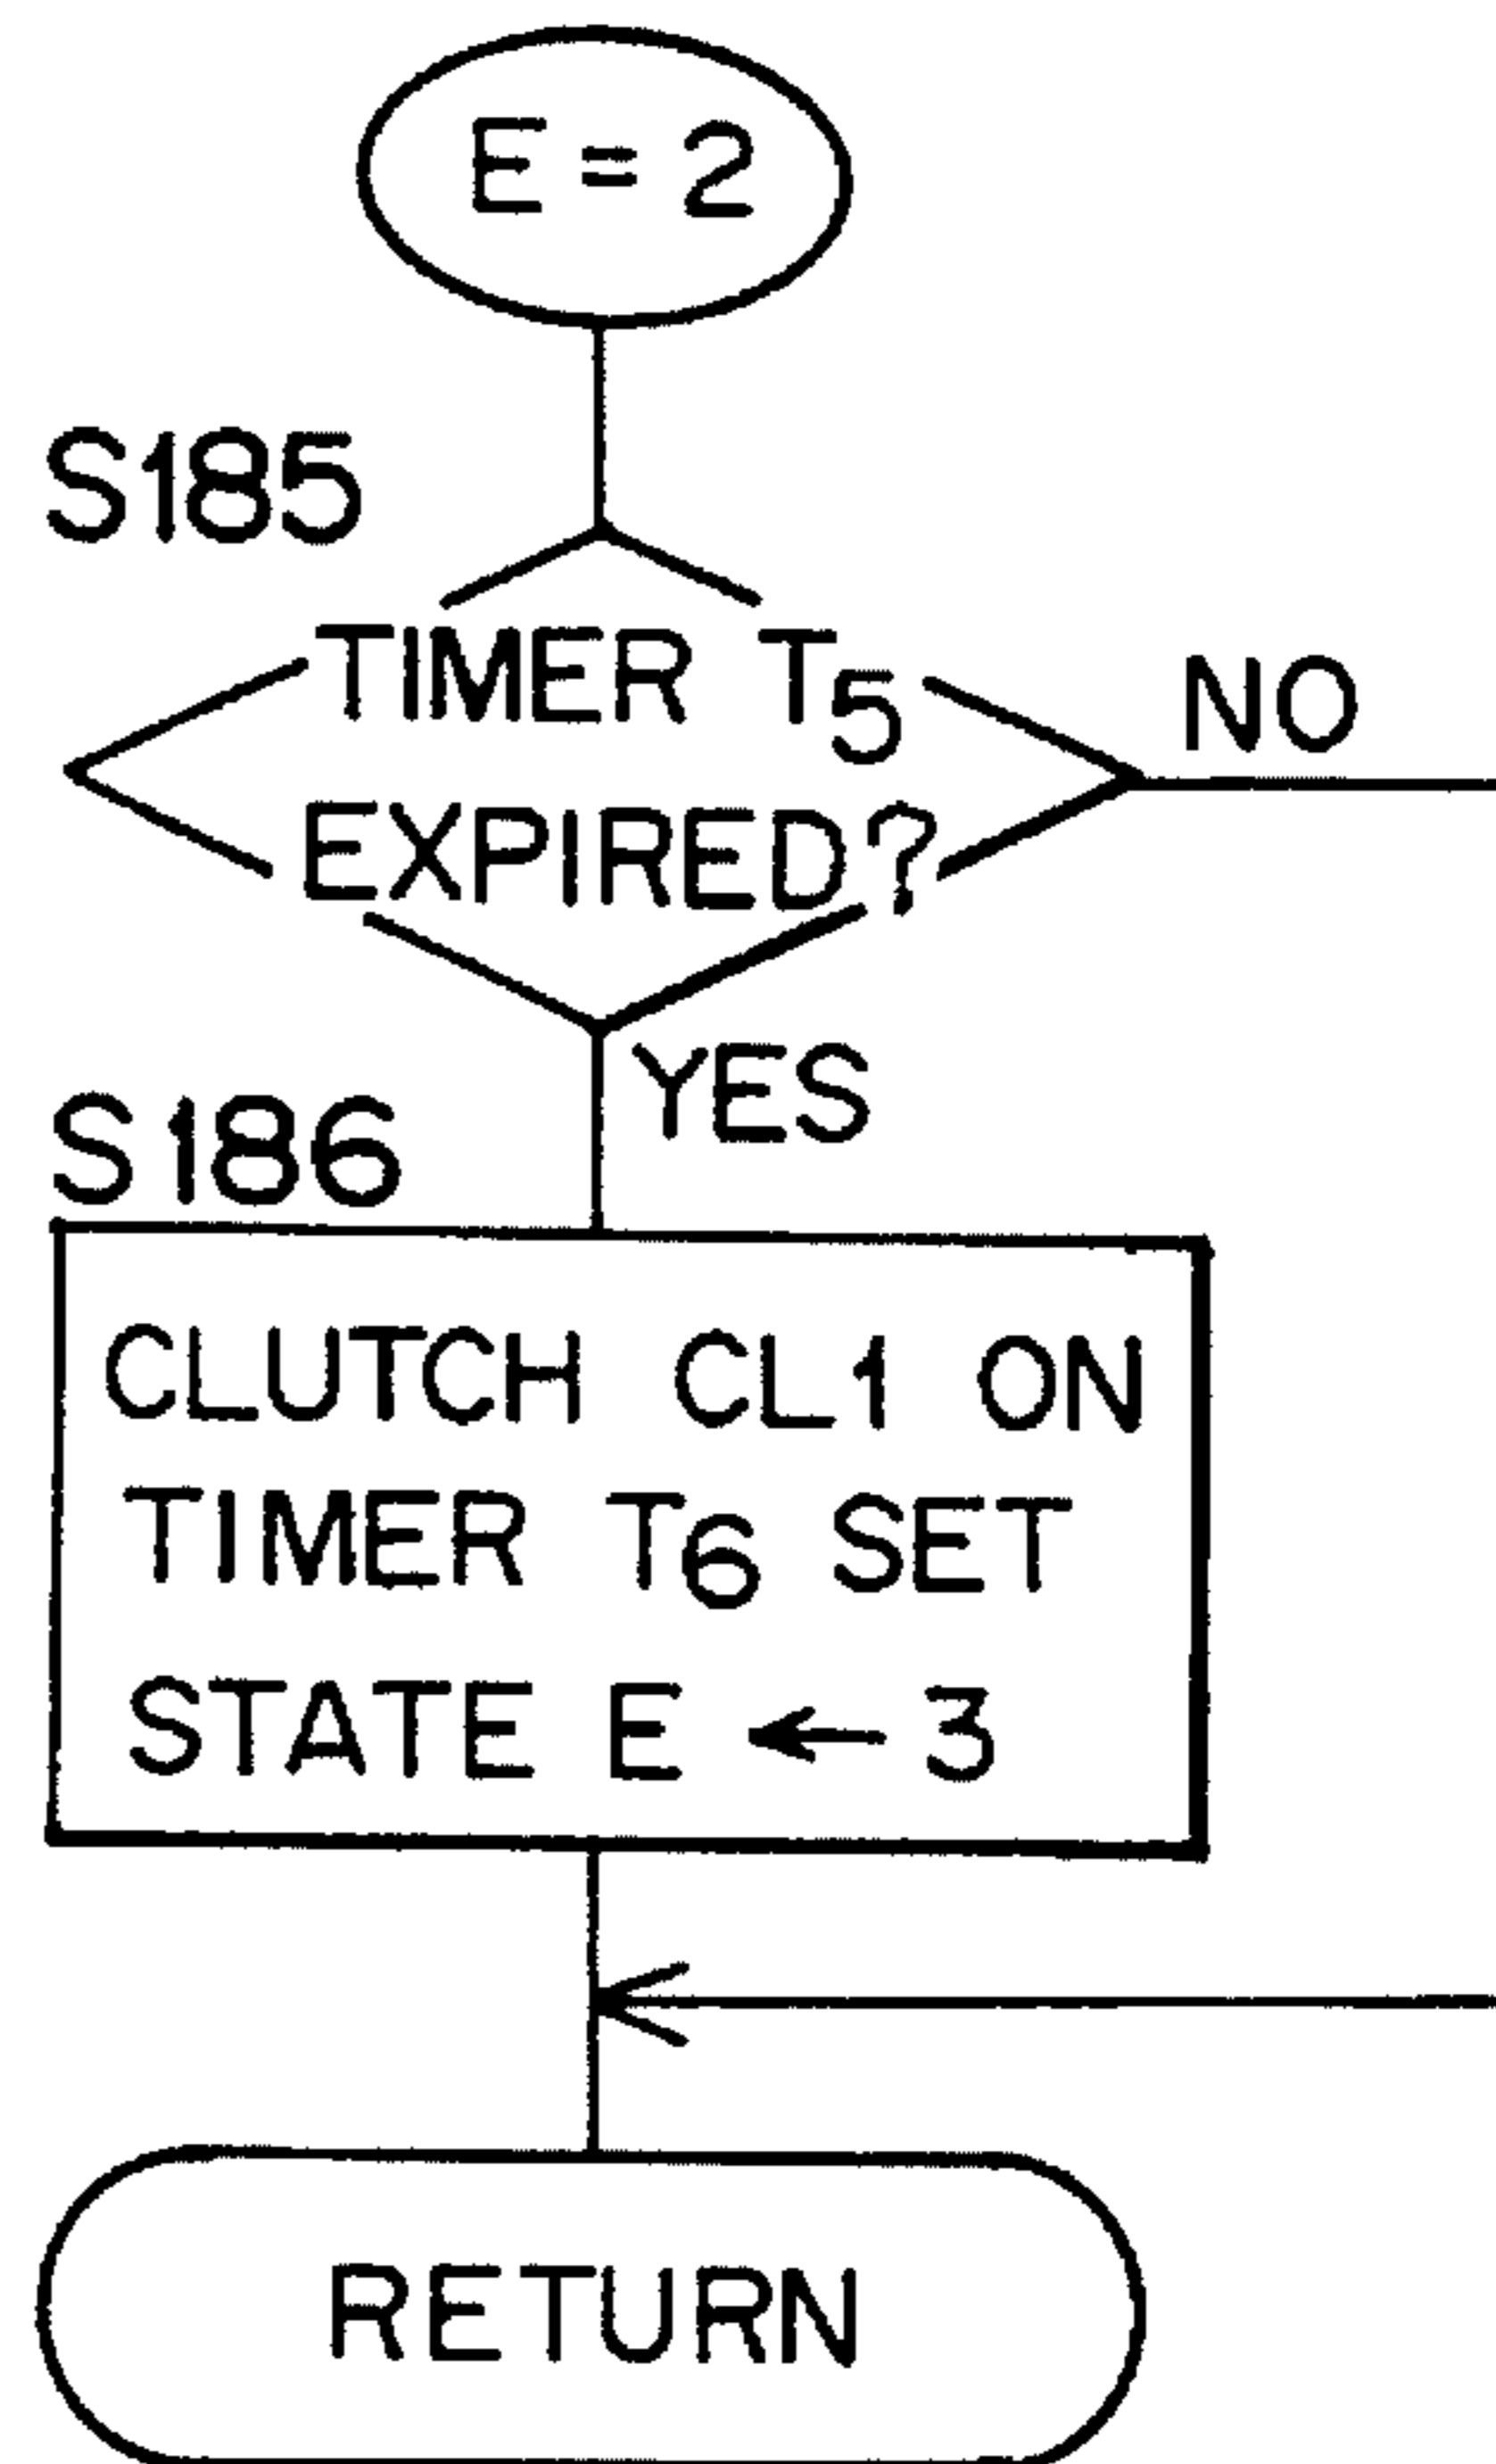 E = 2
S185
TIMER T5
EXPIRED?
NO
YES
S186
CLUTCH CL1 ON
TIMER T6 SET
STATE E ← 3
RETURN